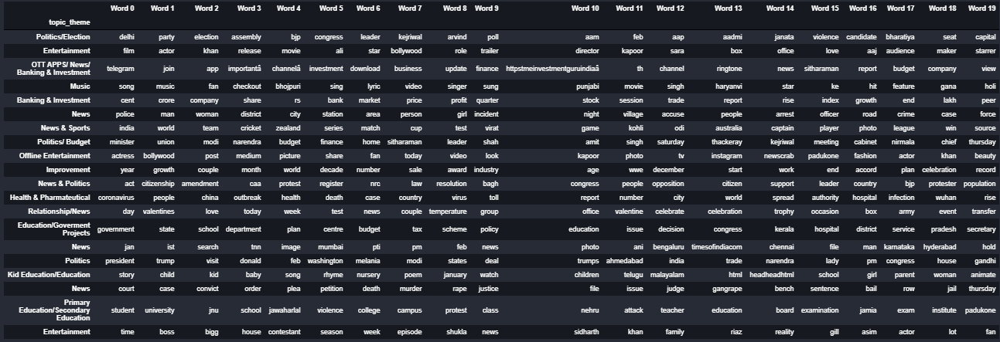 Word 0 Word 1 Word 2 Word 3 Word 4 Word 5 Word 6 Word 7 Word 8 Word 9 Word 10 Word 11 Word 12 Word 13 Word 14 Word 15 Word 16 Word 17 Word 18 Word 19
topic_theme
Politics/Election delhi party election assembly bjp congress leader kejriwal arvind poll aam feb aap aadmi janata violence candidate bharatiya seat capital
Entertainment film actor khan release movie ali star bollywood role trailer director kapoor sara box office love aaj audience maker starrer
OTT APPS/ News/
Banking & Investment telegram join app importantâ channelâ investment download business update finance httpstmeinvestmentguruindiaâ th channel ringtone news sitharaman report budget company view
Music song music fan checkout bhojpuri sing lyric video singer sung punjabi movie singh haryanvi star ke hit feature gana holi
Banking & Investment cent crore company share rs bank market price profit quarter stock session trade report rise index growth end lakh peer
News police man woman district city station area person girl incident night village accuse people arrest officer road crime case force
News & Sports india world team cricket zealand series match cup test virat game kohli odi australia captain player photo league win source
Politics/ Budget minister union modi narendra budget finance home sitharaman leader shah amit singh saturday thackeray kejriwal meeting cabinet nirmala chief thursday
Offline Entertainment actress bollywood post medium picture share fan today video look kapoor photo tv instagram newscrab padukone fashion actor khan beauty
Improvement year growth couple month world decade number sale award industry age wwe december start work end accord plan celebration record
News & Politics act citizenship amendment caa protest register nrc law resolution bagh congress people opposition citizen support leader country bjp protester population
Health & Pharmateutical coronavirus people china outbreak health death case country virus toll report number city world spread authority hospital infection wuhan rise
Relationship/News day valentines love today week test news couple temperature group office valentine celebrate celebration trophy occasion box army event transfer
Education/Goverment
Projects government state school department plan centre budget tax scheme policy education issue decision congress kerala hospital district service pradesh secretary
News jan ist search tnn image mumbai pti pm feb news photo ani bengaluru timesofindiacom chennai file man karnataka hyderabad hold
Politics president trump visit donald feb washington melania modi states deal trumps ahmedabad india trade narendra lady pm congress house gandhi
Kid Education/Education story child kid baby song rhyme nursery poem january watch children telugu malayalam html headheadhtml school girl parent woman animate
News court case convict order plea petition death murder rape justice file issue judge gangrape bench sentence bail row jail thursday
Primary
Education/Secondary
Education student university jnu school jawaharlal violence college campus protest class nehru attack teacher education board examination jamia exam institute padukone
Entertainment time boss bigg house contestant season week episode shukla news sidharth khan family riaz reality gill asim actor lot fan